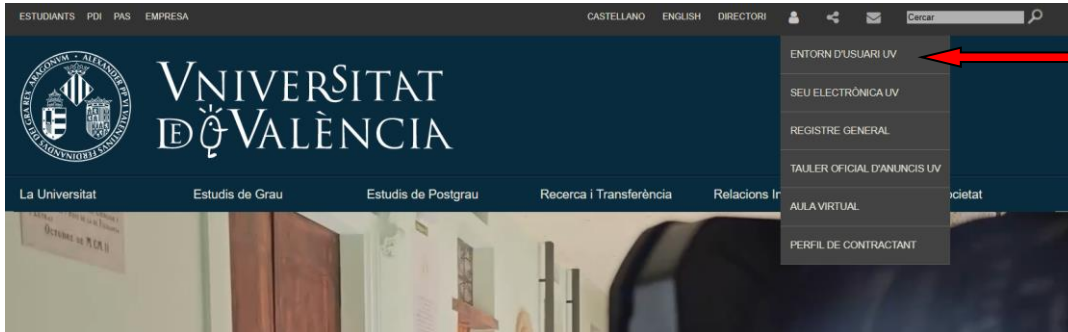 ESTUDIANTS PDI PAS EMPRESA CASTELLANO ENGLISH DIRECTORI Cercar
ENTORN D'USUARI UV
SEU ELECTRÒNICA UV
REGISTRE GENERAL
TAULER OFICIAL D'ANUNCIS UV
AULA VIRTUAL
PERFIL DE CONTRACTANT
VNIVERSITAT
DE VALÈNCIA
La Universitat Estudis de Grau Estudis de Postgrau Recerca i Transferència Relacions In ocietat
OCTUBRE